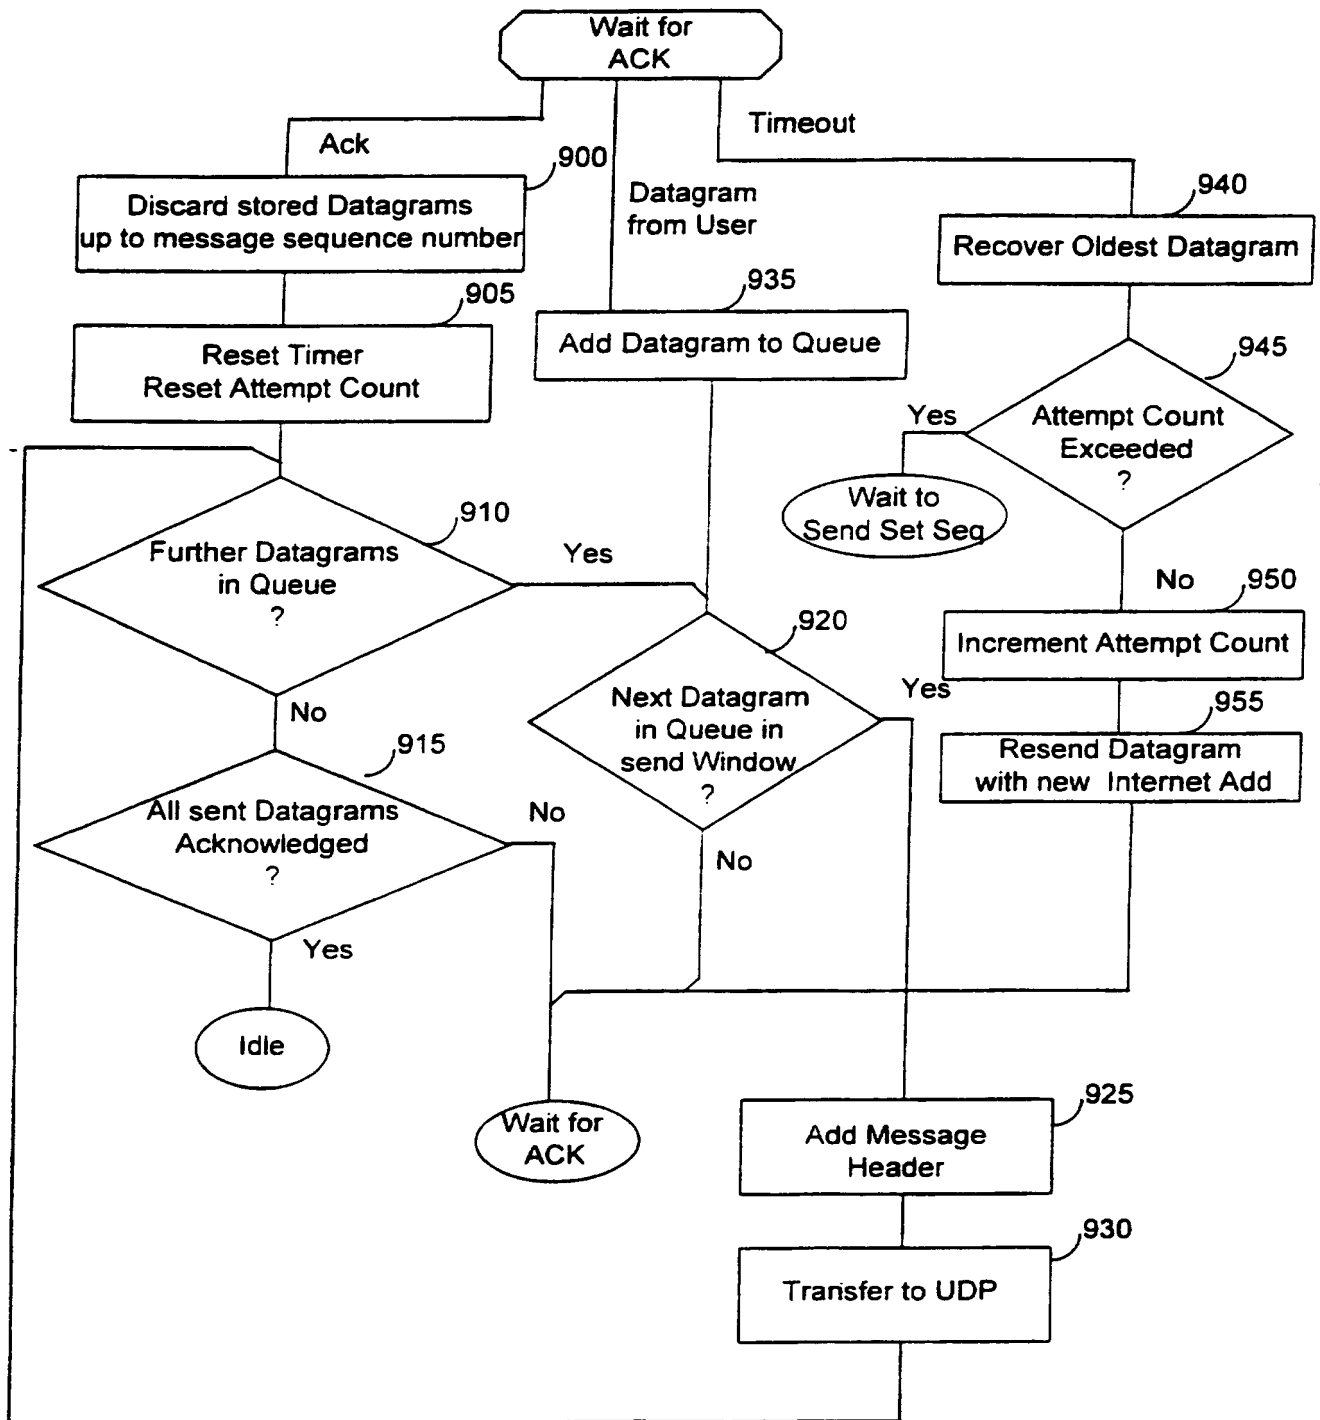 Wait for
ACK
Ack
Timeout
Datagram
from User
900
Discard stored Datagrams
up to message sequence number
940
Recover Oldest Datagram
905
Reset Timer
Reset Attempt Count
935
Add Datagram to Queue
945
Attempt Count
Exceeded
?
Yes
Wait to
Send Set Seq
910
Further Datagrams
in Queue
?
Yes
No
No
950
Increment Attempt Count
920
Next Datagram
in Queue in
send Window
?
Yes
No
955
Resend Datagram
with new Internet Add
915
All sent Datagrams
Acknowledged
?
No
Yes
Idle
Wait for
ACK
925
Add Message
Header
930
Transfer to UDP